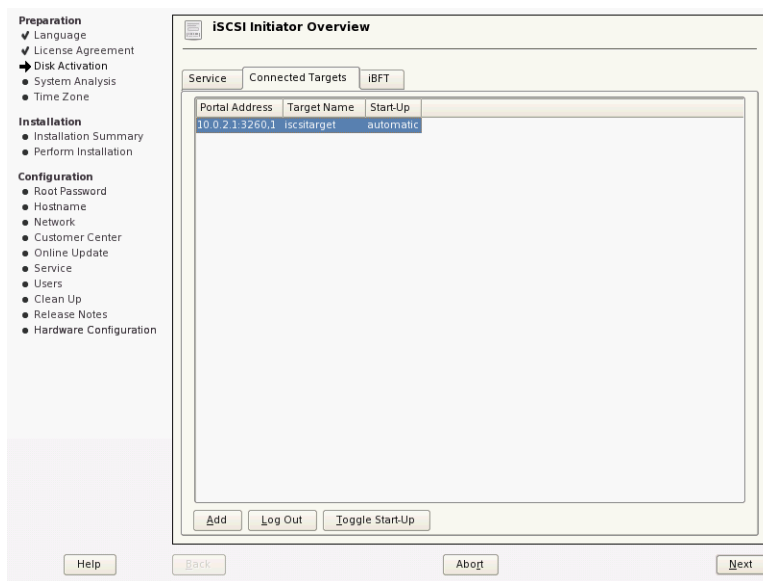 Preparation
Language
License Agreement
Disk Activation
System Analysis
Time Zone
Installation
Installation Summary
Perform Installation
Configuration
Root Password
Hostname
Network
Customer Center
Online Update
Service
Users
Clean Up
Release Notes
Hardware Configuration
iSCSI Initiator Overview
Service Connected Targets iBFT
Portal Address Target Name Start-Up
10.0.2.1:3260,1 iscsitarget automatic
Add Log Out Toggle Start-Up
Help Back Abort Next